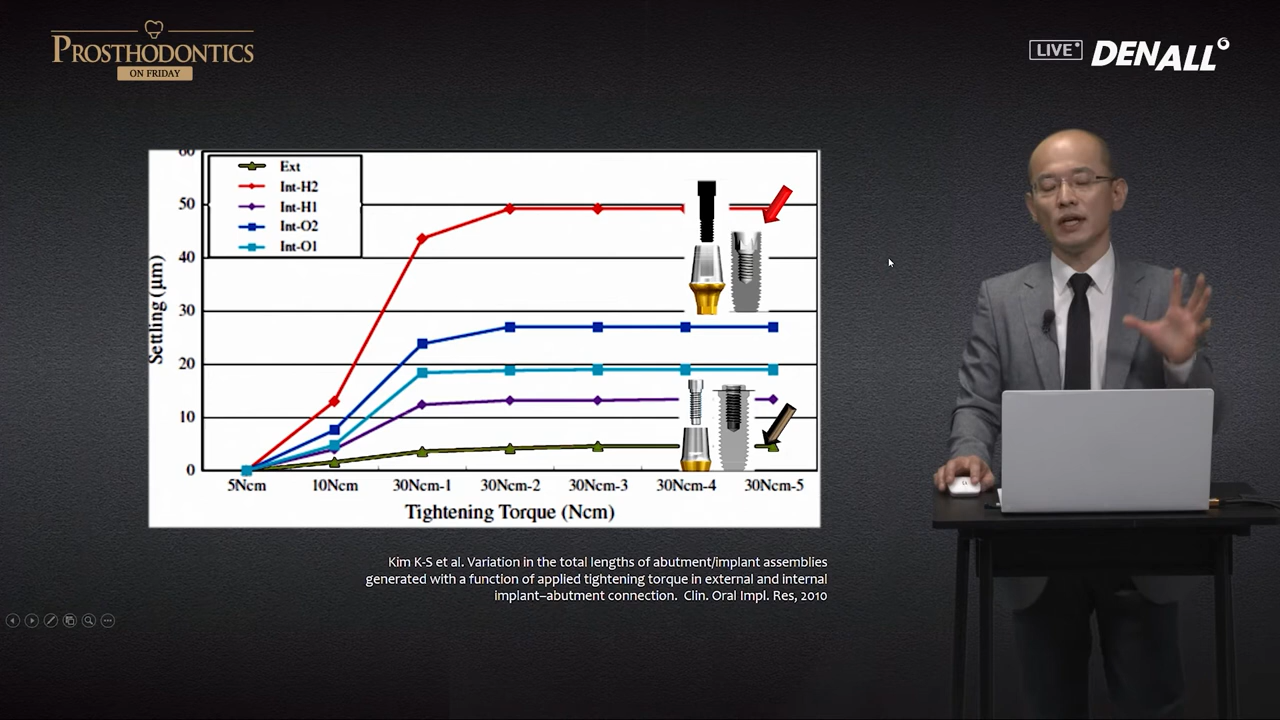 PROSTHODONTICS
ON FRIDAY
LIVE
DENALL
60
50
40
30
20
10
0
Settling (µm)
Ext
Int-H2
Int-H1
Int-O2
Int-O1
5Ncm 10Ncm 30Ncm-1 30Ncm-2 30Ncm-3 30Ncm-4 30Ncm-5
Tightening Torque (Ncm)
Kim K-S et al. Variation in the total lengths of abutment/implant assemblies
generated with a function of applied tightening torque in external and internal
implant–abutment connection. Clin. Oral Impl. Res, 2010